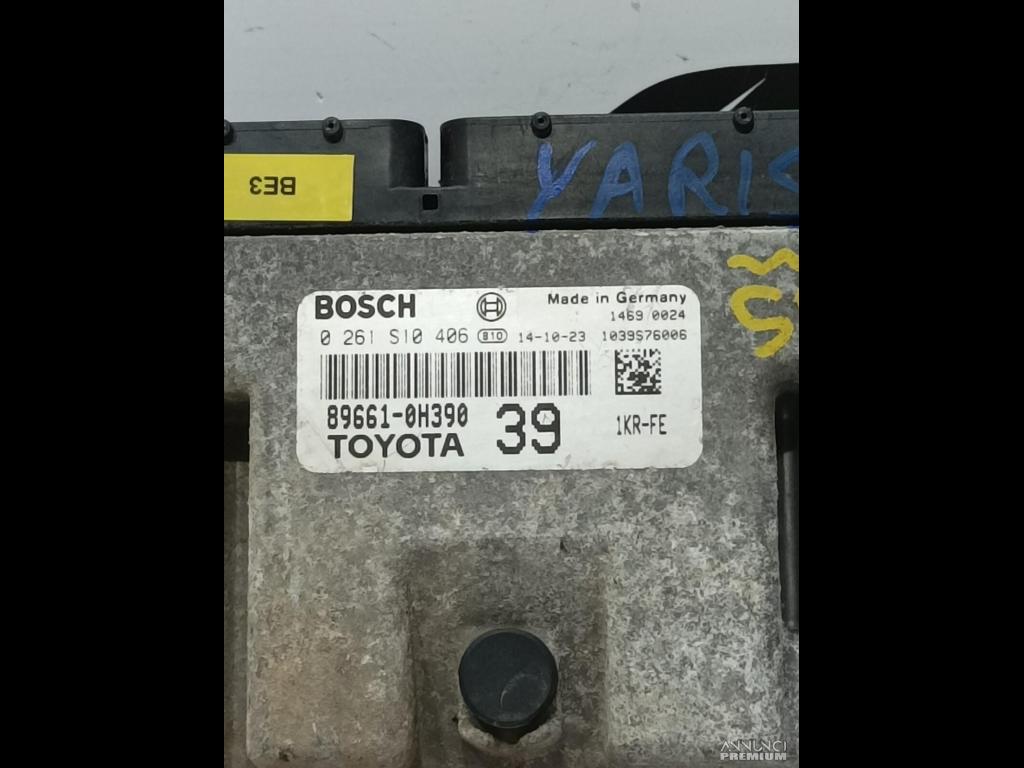 BE3
YARIS
BOSCH
Made in Germany
1469 0024
0 261 S10 406 B10 14-10-23 1039S76006
89661-0H390 39 1KR-FE
TOYOTA
ANNUNCI
PREMIUM